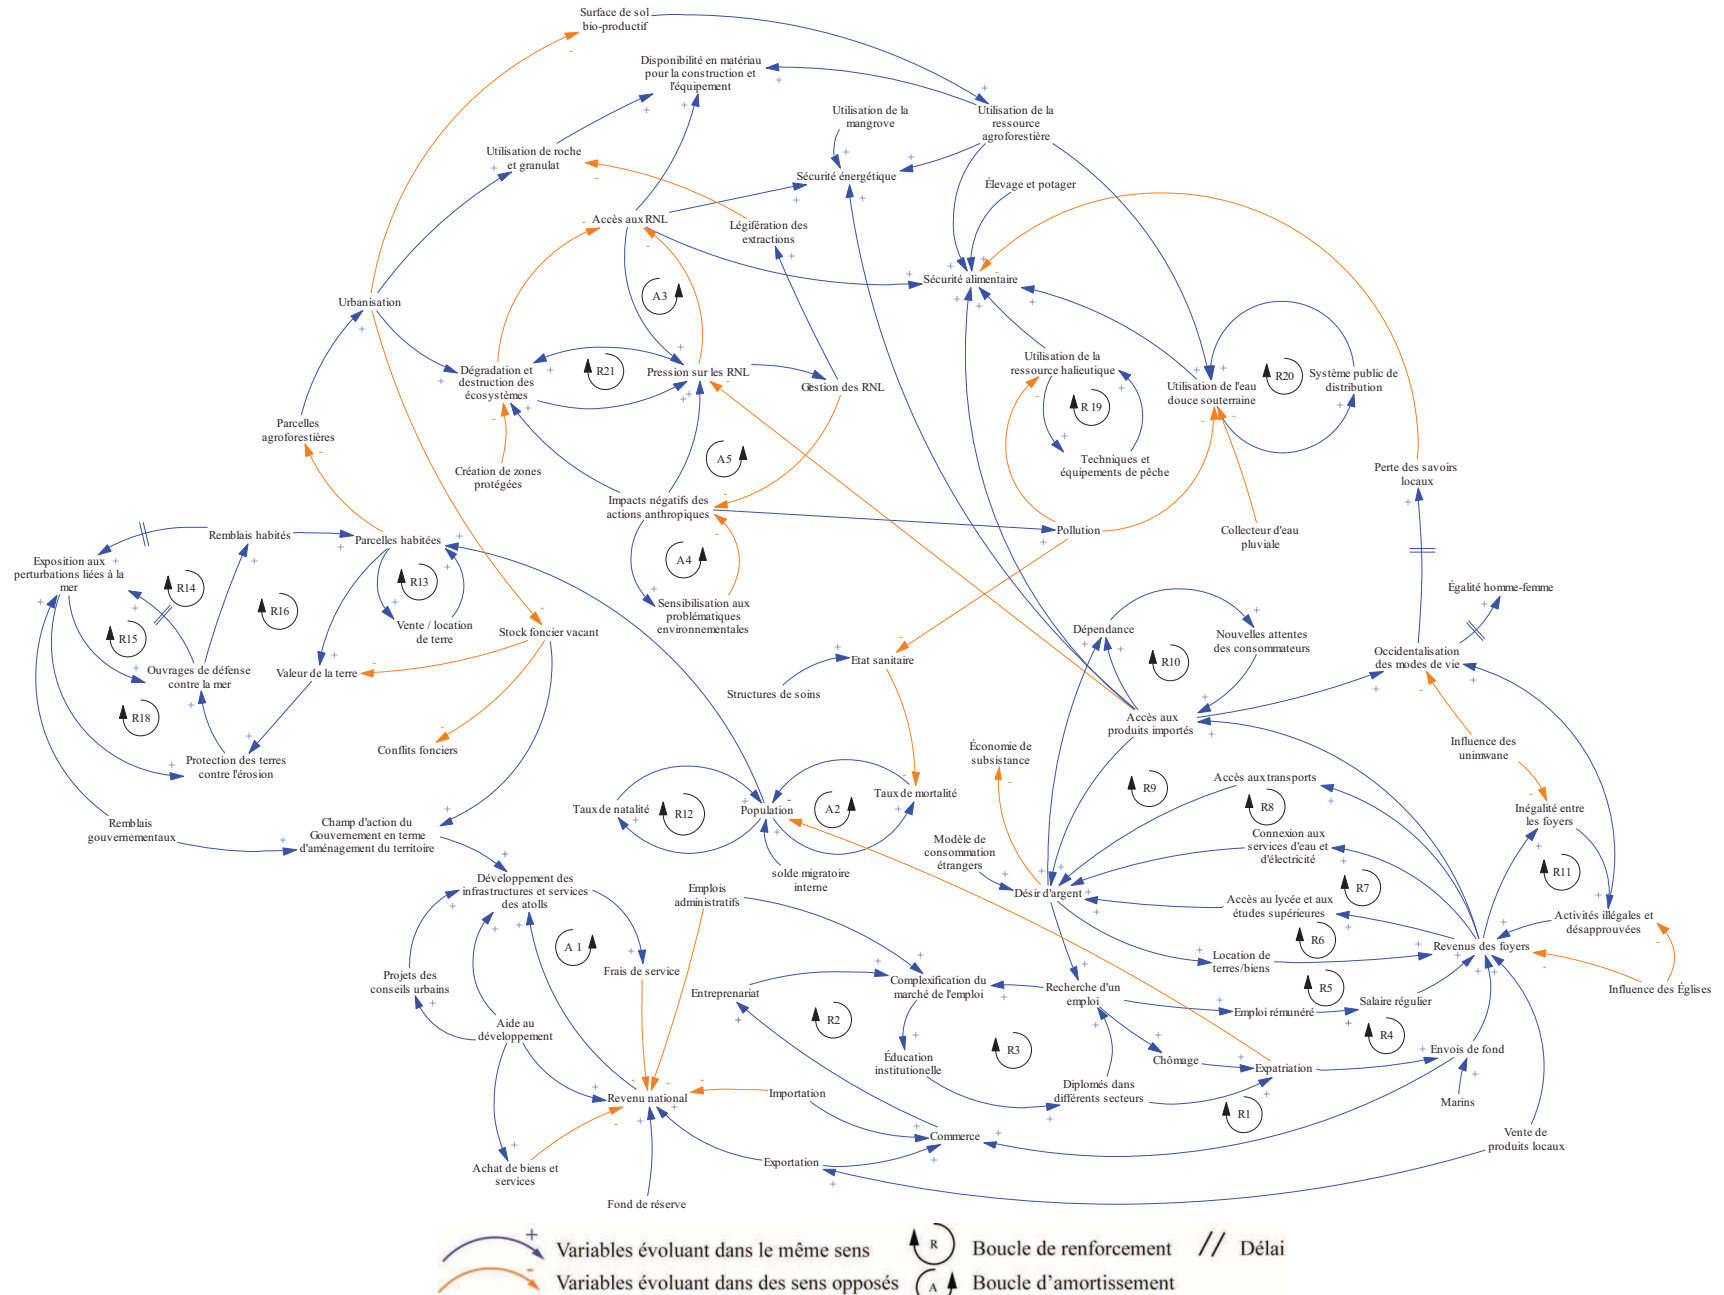 Surface de sol
bio-productif
Disponibilité en matériau
pour la construction et
l'équipement
Utilisation de la
mangrove
Utilisation de la
ressource
agroforestière
Utilisation de roche
et granulat
Sécurité énergétique
Élevage et potager
Accès aux RNL
Légifération des
extractions
Sécurité alimentaire
Urbanisation
A3
Dégradation et
destruction des
écosystèmes
R21
Pression sur les RNL
Gestion des RNL
Utilisation de la
ressource halieutique
R 19
Utilisation de l'eau
douce souterraine
R20
Système public de
distribution
Parcelles
agroforestières
Création de zones
protégées
A5
Techniques et
équipements de pêche
Perte des savoirs
locaux
Impacts négatifs des
actions anthropiques
Pollution
Collecteur d'eau
pluviale
Remblais habités
Parcelles habitées
Exposition aux
perturbations liées à la
mer
R14
R16
R13
A4
Sensibilisation aux
problématiques
environnementales
Égalité homme-femme
R15
Vente / location
de terre
Stock foncier vacant
Dépendance
Nouvelles attentes
des consommateurs
Ouvrages de défense
contre la mer
Valeur de la terre
Etat sanitaire
Structures de soins
R10
Occidentalisation
des modes de vie
R18
Conflits fonciers
Accès aux
produits importés
Protection des terres
contre l'érosion
Économie de
subsistance
Influence des
unimwane
Taux de natalité
R12
Population
A2
Taux de mortalité
R9
Accès aux transports
R8
Inégalité entre
les foyers
Remblais
gouvernementaux
Champ d'action du
Gouvernement en terme
d'aménagement du territoire
Modèle de
consommation
étrangers
Connexion aux
services d'eau et
d'électricité
solde migratoire
interne
R11
Développement des
infrastructures et services
des atolls
Emplois
administratifs
Désir d'argent
R7
Accès au lycée et aux
études supérieures
Activités illégales et
désapprouvées
A 1
R6
Revenus des foyers
Projets des
conseils urbains
Frais de service
Location de
terres/biens
Complexification du
marché de l'emploi
Recherche d'un
emploi
R5
Influence des Églises
Entreprenariat
R2
Emploi rémunéré
Salaire régulier
Aide au
développement
R3
R4
Éducation
institutionelle
Chômage
Envois de fond
Expatriation
Revenu national
Importation
Diplomés dans
différents secteurs
R1
Marins
Commerce
Vente de
produits locaux
Achat de biens et
services
Exportation
Fond de réserve
+ Variables évoluant dans le même sens
R Boucle de renforcement
// Délai
- Variables évoluant dans des sens opposés
A Boucle d'amortissement